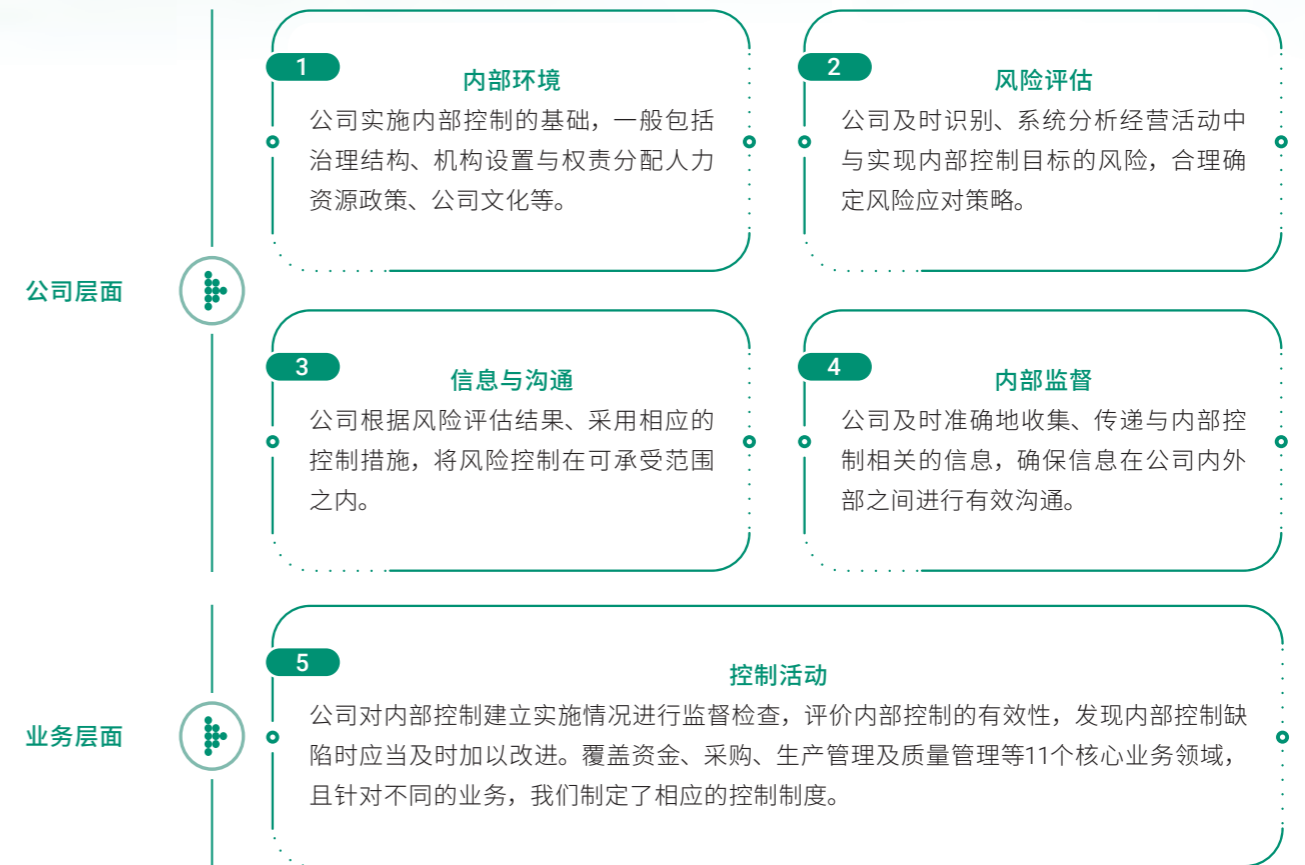 1
内部环境
公司实施内部控制的基础，一般包括
治理结构、机构设置与权责分配人力
资源政策、公司文化等。
2
风险评估
公司及时识别、系统分析经营活动中
与实现内部控制目标的风险，合理确
定风险应对策略。
公司层面
3
信息与沟通
公司根据风险评估结果、采用相应的
控制措施，将风险控制在可承受范围
之内。
4
内部监督
公司及时准确地收集、传递与内部控
制相关的信息，确保信息在公司内外
部之间进行有效沟通。
业务层面
5
控制活动
公司对内部控制建立实施情况进行监督检查，评价内部控制的有效性，发现内部控制缺
陷时应当及时加以改进。覆盖资金、采购、生产管理及质量管理等11个核心业务领域，
且针对不同的业务，我们制定了相应的控制制度。